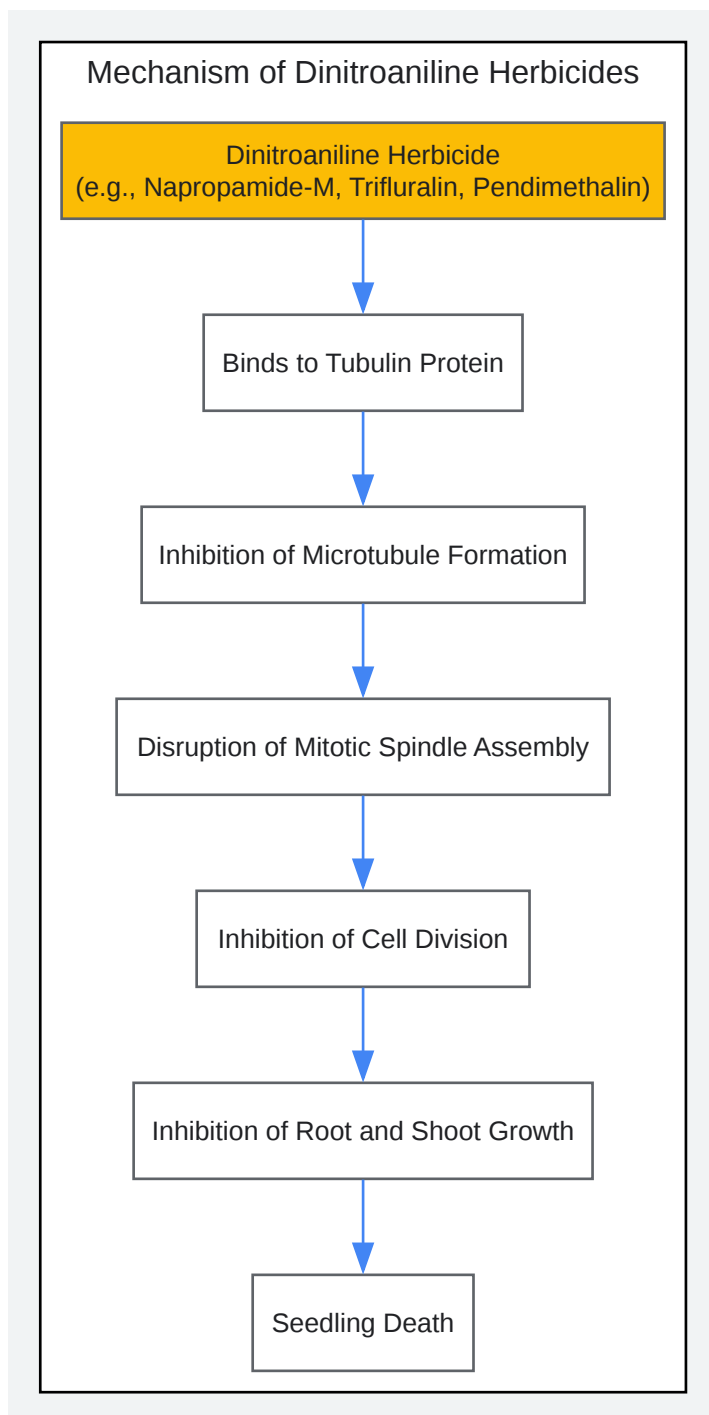 Mechanism of Dinitroaniline Herbicides
Dinitroaniline Herbicide
(e.g., Napropamide-M, Trifluralin, Pendimethalin)
Binds to Tubulin Protein
Inhibition of Microtubule Formation
Disruption of Mitotic Spindle Assembly
Inhibition of Cell Division
Inhibition of Root and Shoot Growth
Seedling Death